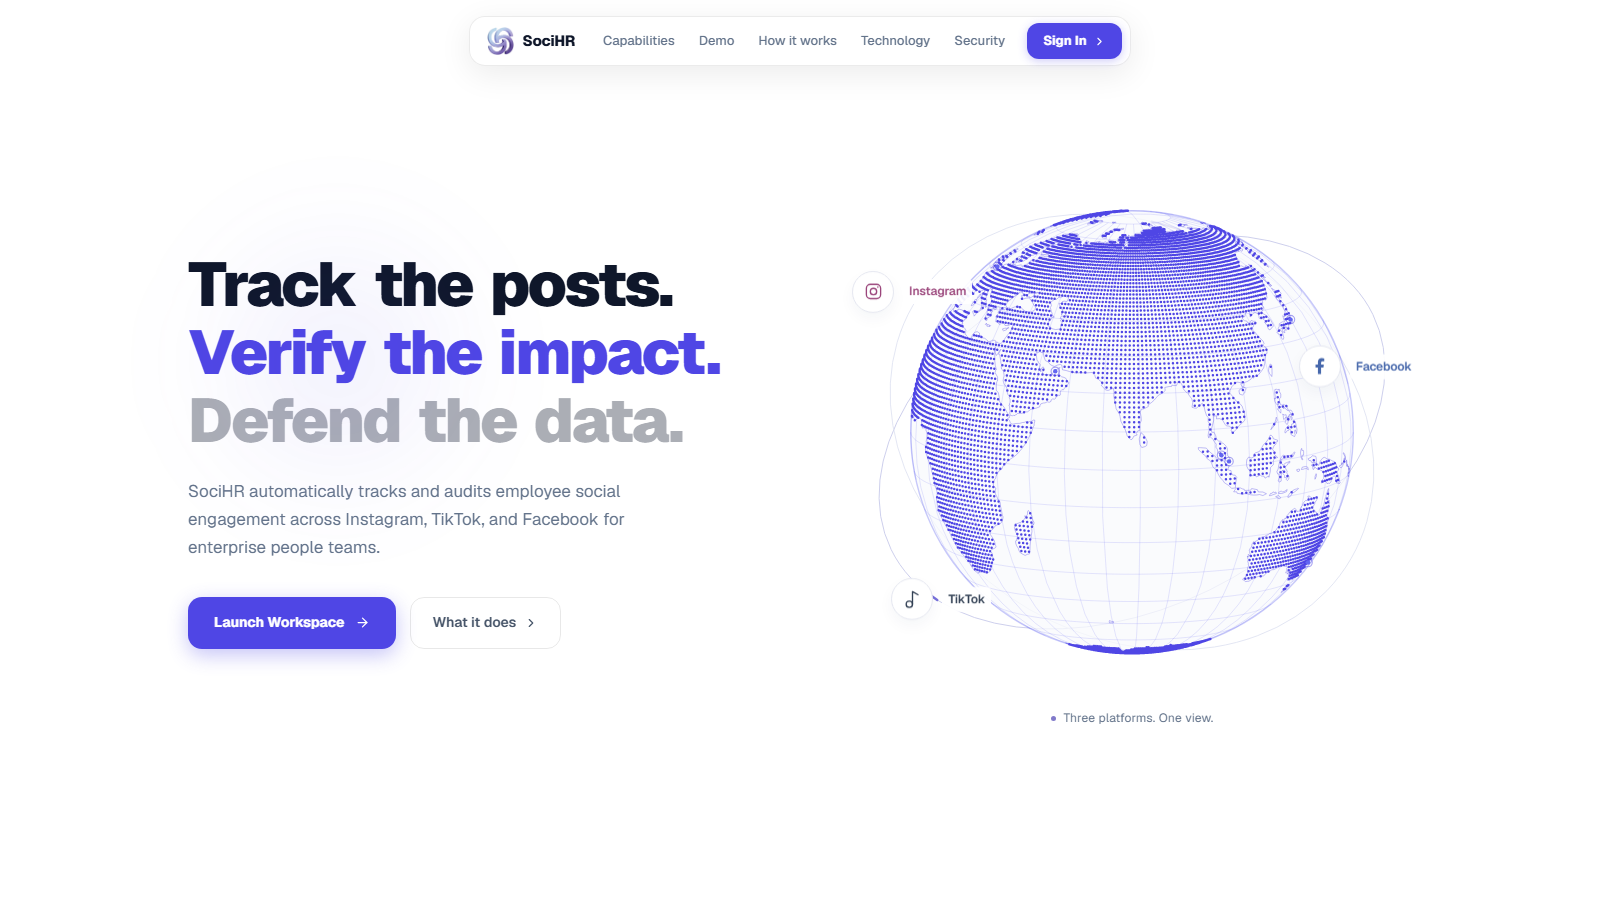 SociHR
Capabilities
Demo
How it works
Technology
Security
Sign In
Track the posts.
Verify the impact.
Defend the data.
SociHR automatically tracks and audits employee social
engagement across Instagram, TikTok, and Facebook for
enterprise people teams.
Launch Workspace
What it does
Instagram
Facebook
TikTok
Three platforms. One view.